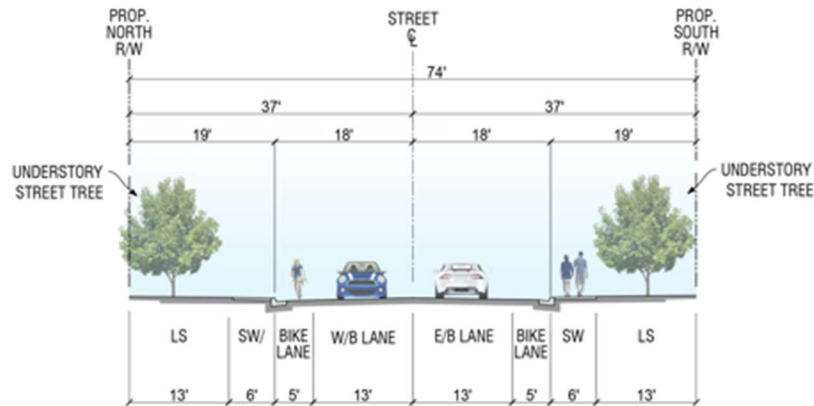 PROP.
NORTH
R/W
STREET
℄
PROP.
SOUTH
R/W
74'
37'
37'
19'
18'
18'
19'
UNDERSTORY
STREET TREE
UNDERSTORY
STREET TREE
LS
SW/
BIKE
LANE
W/B LANE
E/B LANE
BIKE
LANE
SW
LS
13'
6'
5'
13'
13'
5'
6'
13'